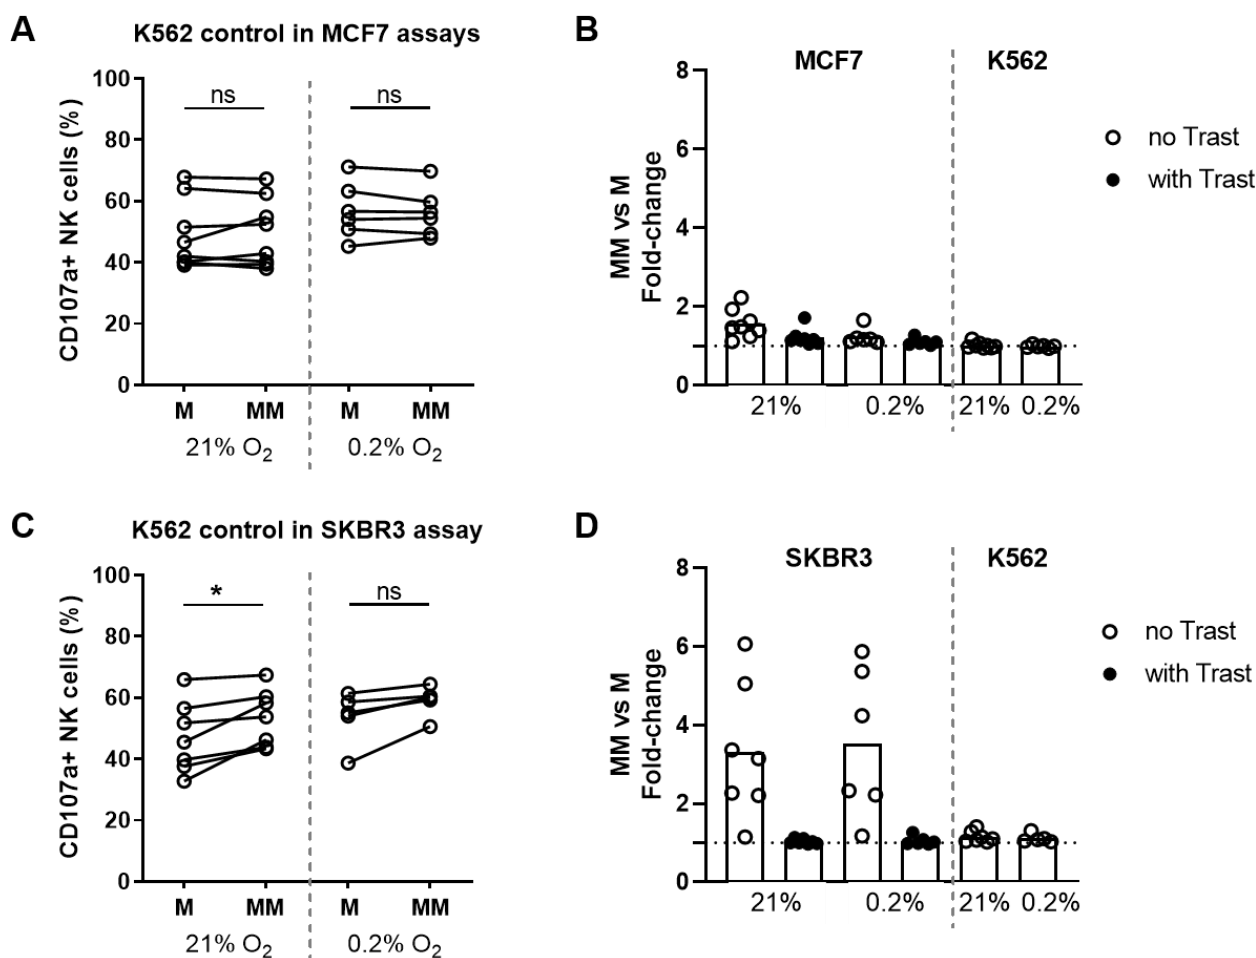 A
K562 control in MCF7 assays
CD107a+ NK cells (%)
100
80
60
40
20
0
ns
ns
M
MM
M
MM
21% O₂
0.2% O₂
B
MCF7
K562
MM vs M
Fold-change
8
6
4
2
0
21%
0.2%
21%
0.2%
no Trast
with Trast
C
K562 control in SKBR3 assay
CD107a+ NK cells (%)
100
80
60
40
20
0
*
ns
M
MM
M
MM
21% O₂
0.2% O₂
D
SKBR3
K562
MM vs M
Fold-change
8
6
4
2
0
21%
0.2%
21%
0.2%
no Trast
with Trast